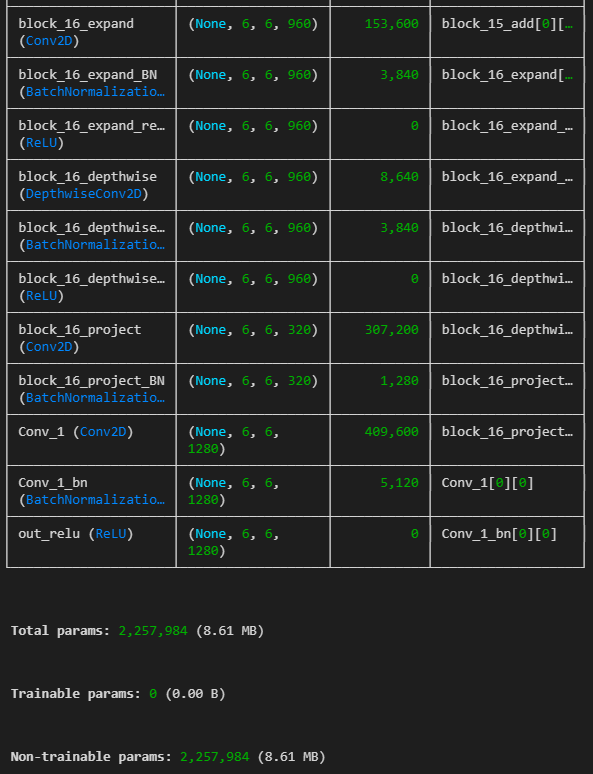 block_16_expand (None, 6, 6, 960) 153,600 block_15_add[0][…
(Conv2D)
block_16_expand_BN (None, 6, 6, 960) 3,840 block_16_expand[…
(BatchNormalizatio…
block_16_expand_re… (None, 6, 6, 960) 0 block_16_expand_…
(ReLU)
block_16_depthwise (None, 6, 6, 960) 8,640 block_16_expand_…
(DepthwiseConv2D)
block_16_depthwise… (None, 6, 6, 960) 3,840 block_16_depthwi…
(BatchNormalizatio…
block_16_depthwise… (None, 6, 6, 960) 0 block_16_depthwi…
(ReLU)
block_16_project (None, 6, 6, 320) 307,200 block_16_depthwi…
(Conv2D)
block_16_project_BN (None, 6, 6, 320) 1,280 block_16_project…
(BatchNormalizatio…
Conv_1 (Conv2D) (None, 6, 6, 409,600 block_16_project…
1280)
Conv_1_bn (None, 6, 6, 5,120 Conv_1[0][0]
(BatchNormalizatio… 1280)
out_relu (ReLU) (None, 6, 6, 0 Conv_1_bn[0][0]
1280)
Total params: 2,257,984 (8.61 MB)
Trainable params: 0 (0.00 B)
Non-trainable params: 2,257,984 (8.61 MB)